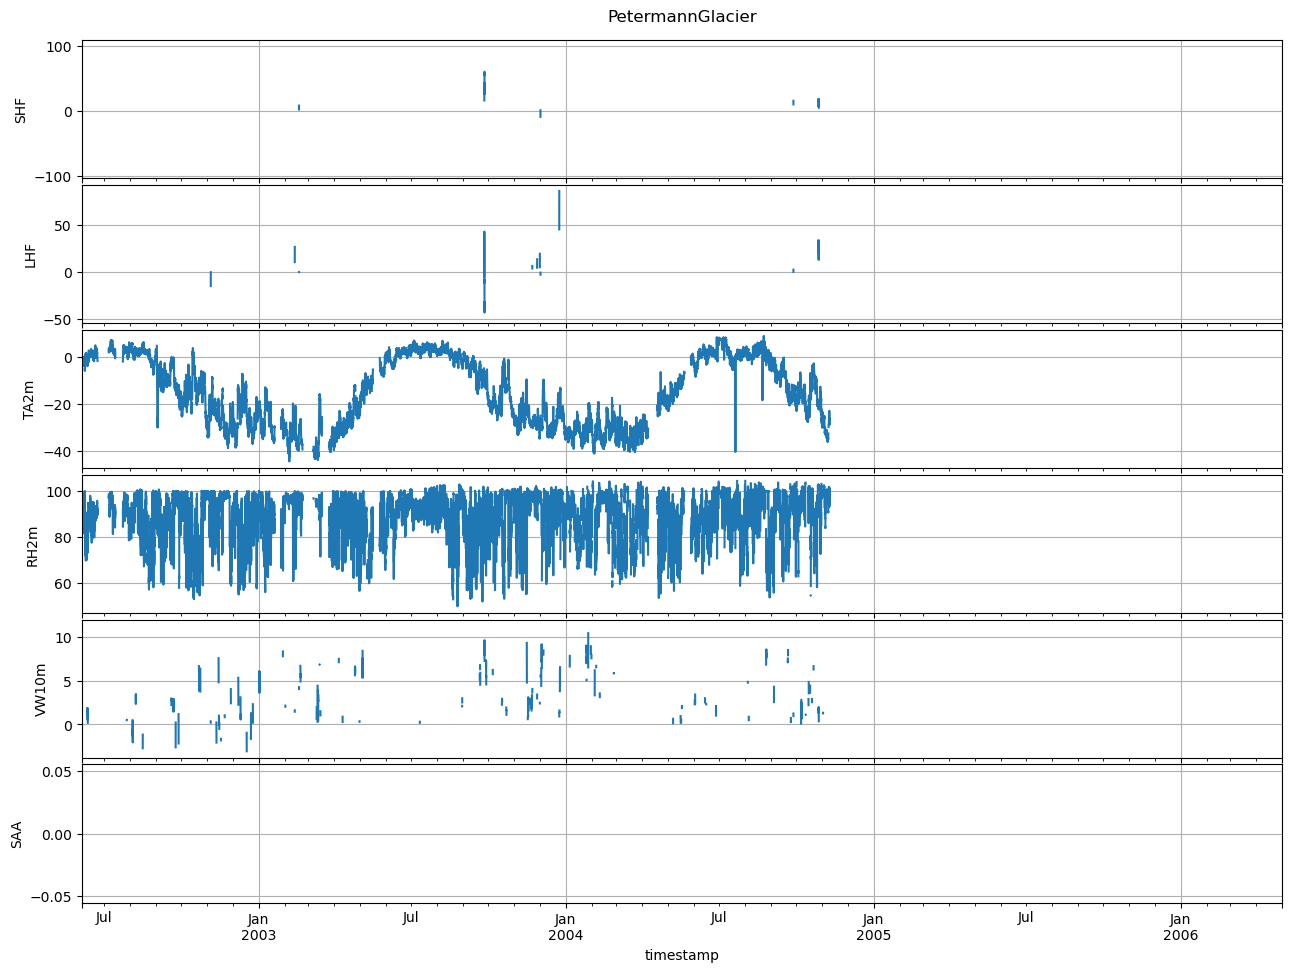 PetermannGlacier
100
0
−100
SHF
50
0
−50
LHF
0
−20
−40
TA2m
100
80
60
RH2m
10
5
0
VW10m
0.05
0.00
−0.05
SAA
Jul Jan Jul Jan Jul Jan Jul Jan
2003 2004 2005 2006
timestamp